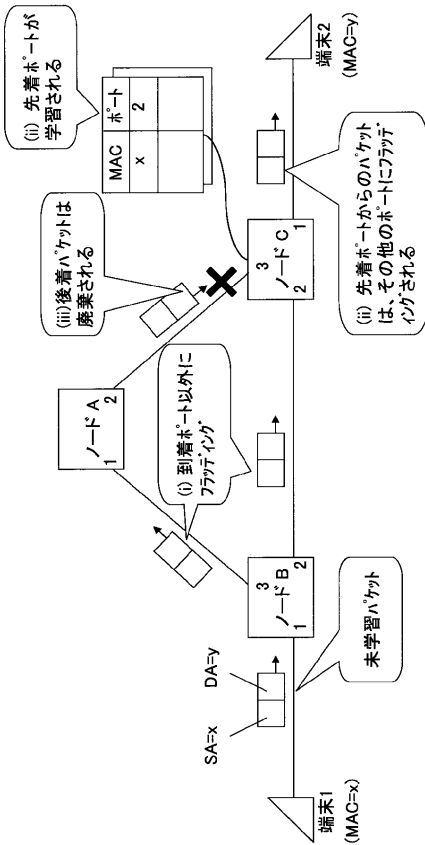 (ii) 先着ポートが
学習される
MAC ポート
x 2
(iii)後着パケットは
廃棄される
ノードA
1 2
(i) 到着ポート以外に
フラッディング
3
ノードB
1 2
3
ノードC
2 1
SA=x DA=y
未学習パケット
端末1
(MAC=x)
端末2
(MAC=y)
(ii) 先着ポートからのパケット
は、その他のポートにフラッデ
ィングされる